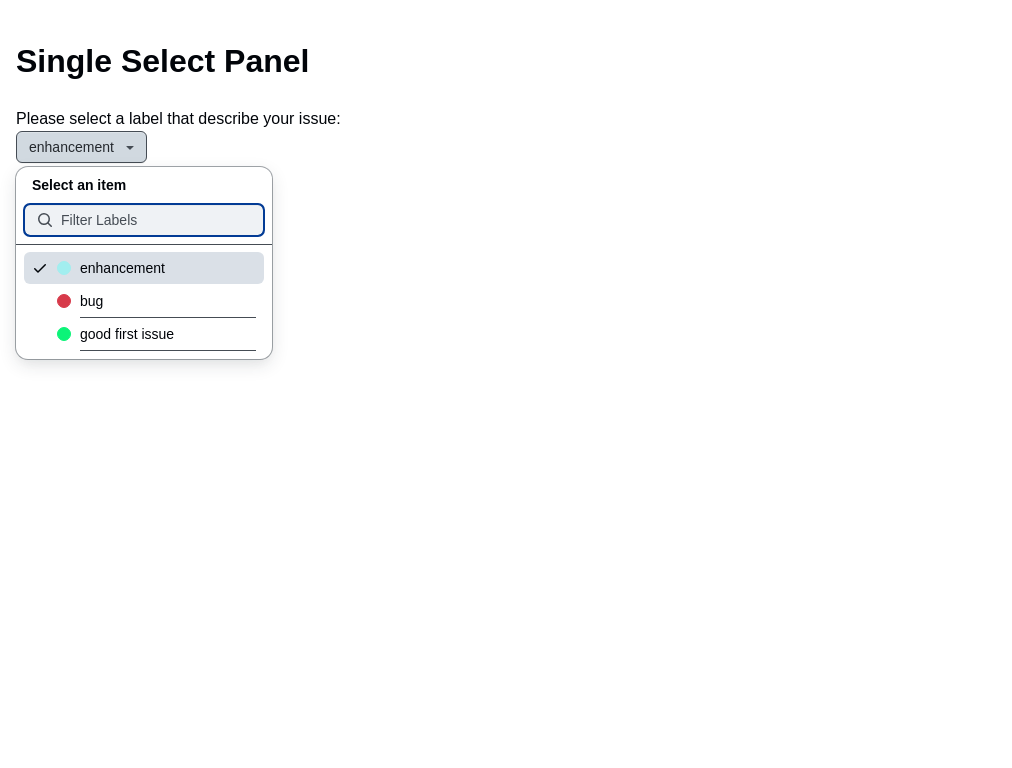 Single Select Panel
Please select a label that describe your issue:
enhancement
Select an item
Filter Labels
enhancement
bug
good first issue